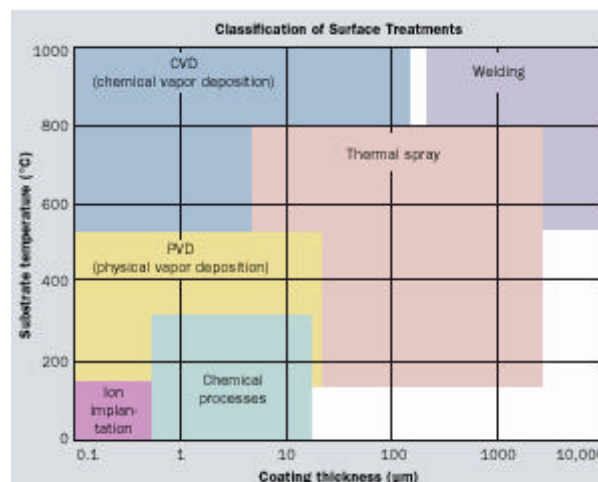 Classification of Surface Treatments
1000
CVD
(chemical vapor deposition)
Welding
800
Thermal spray
600
PVD
(physical vapor deposition)
400
200
Chemical
processes
Ion
implan-
tation
0
0.1
1
10
100
1000
10,000
Substrate temperature (°C)
Coating thickness (µm)